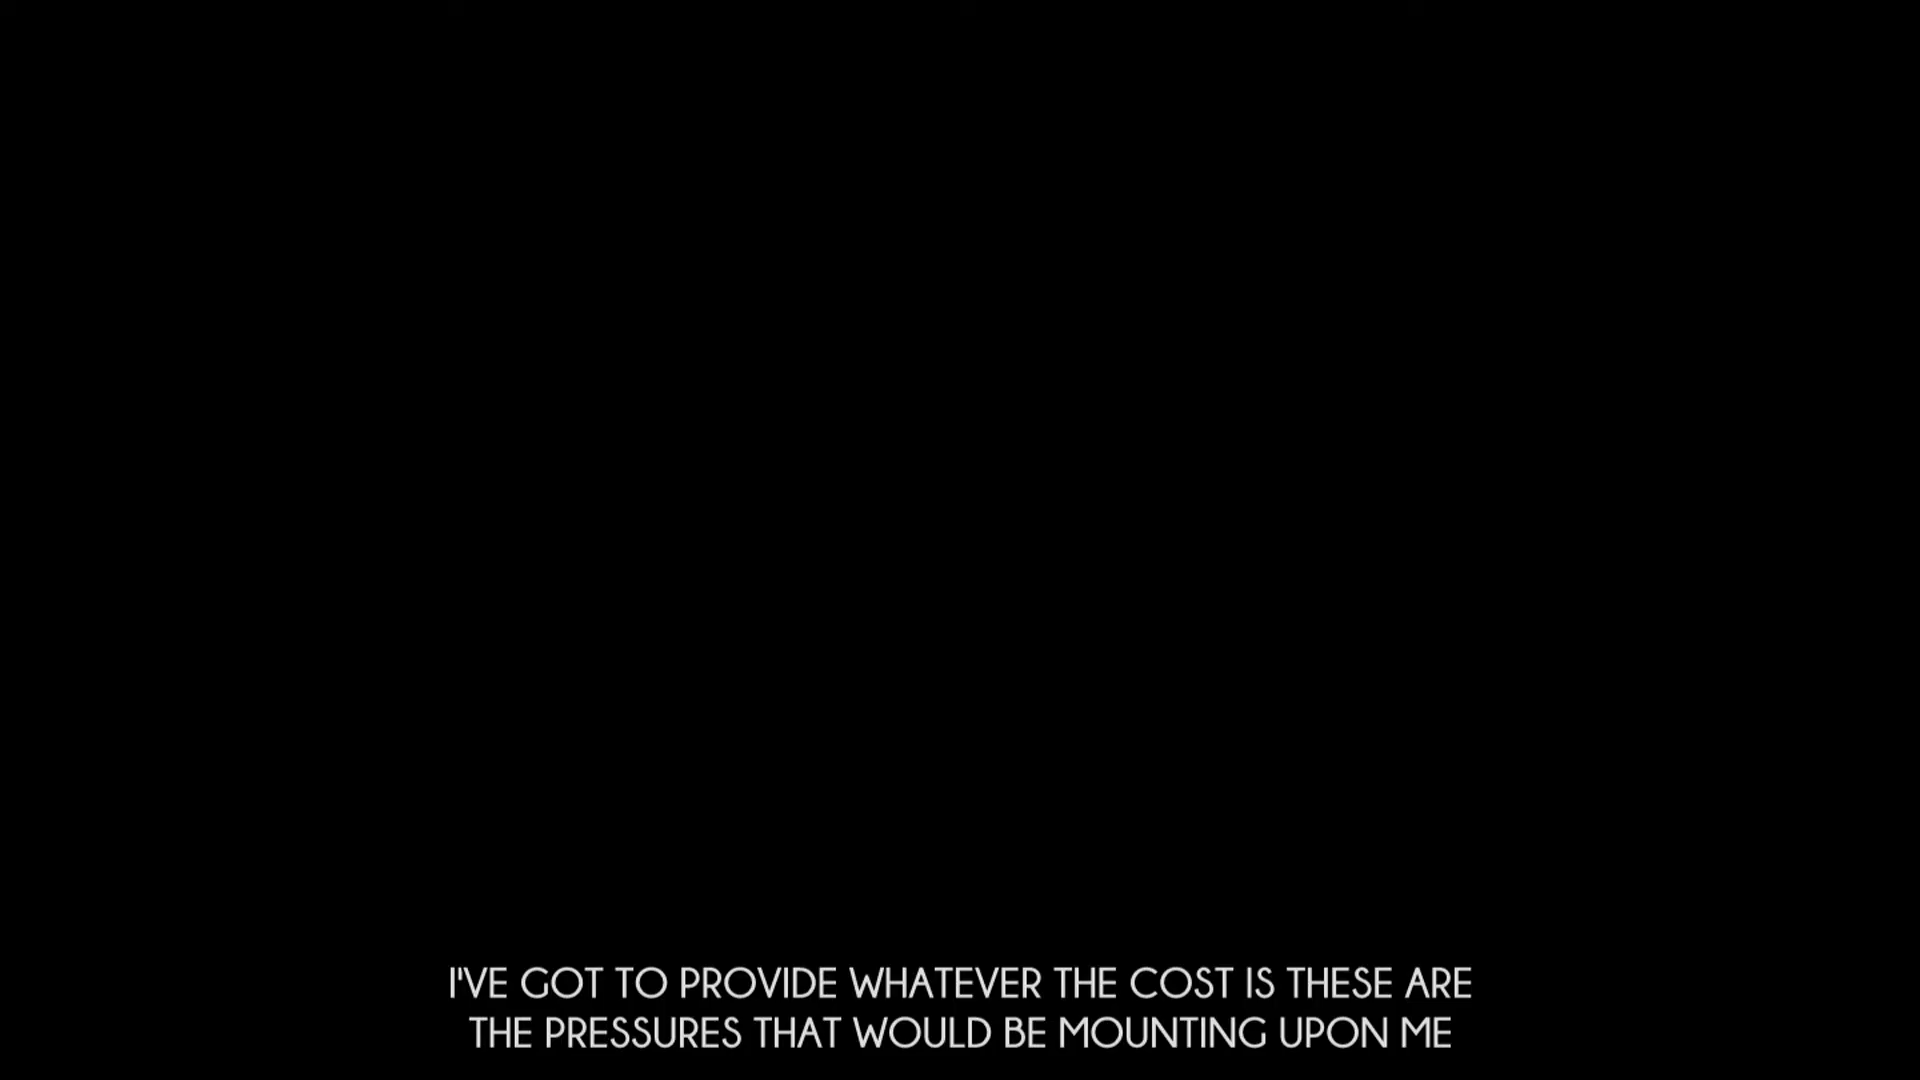 I'VE GOT TO PROVIDE WHATEVER THE COST IS THESE ARE
THE PRESSURES THAT WOULD BE MOUNTING UPON ME